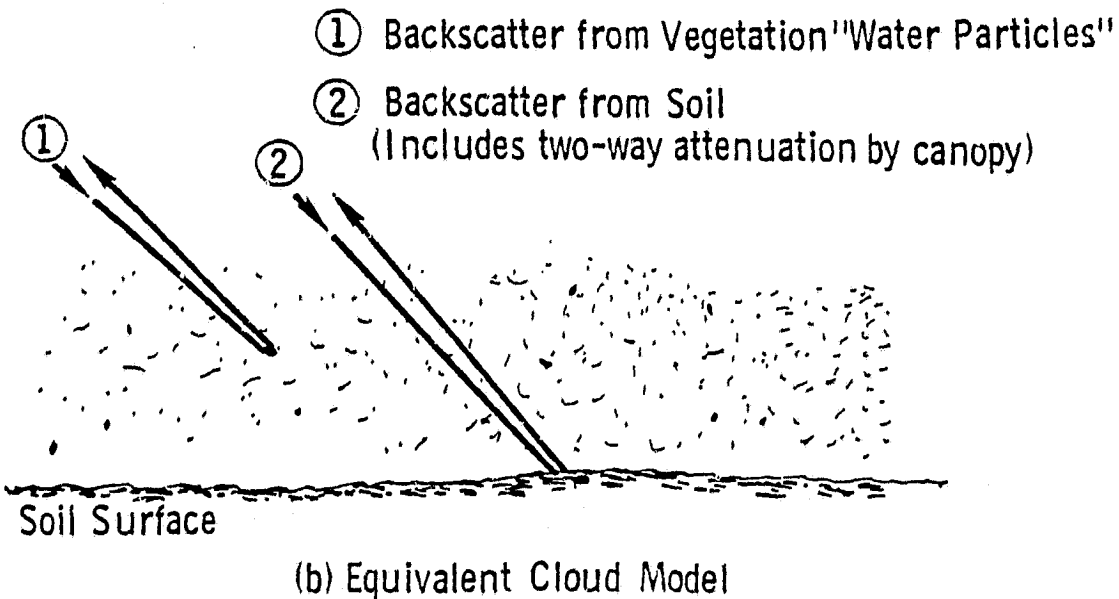 ① Backscatter from Vegetation "Water Particles"
② Backscatter from Soil
(Includes two-way attenuation by canopy)
①
②
Soil Surface
(b) Equivalent Cloud Model